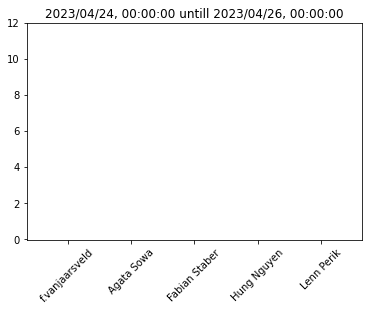 2023/04/24, 00:00:00 untill 2023/04/26, 00:00:00
12
10
8
6
4
2
0
f.vanjaarsveld
Agata Sowa
Fabian Staber
Hung Nguyen
Lenn Perik